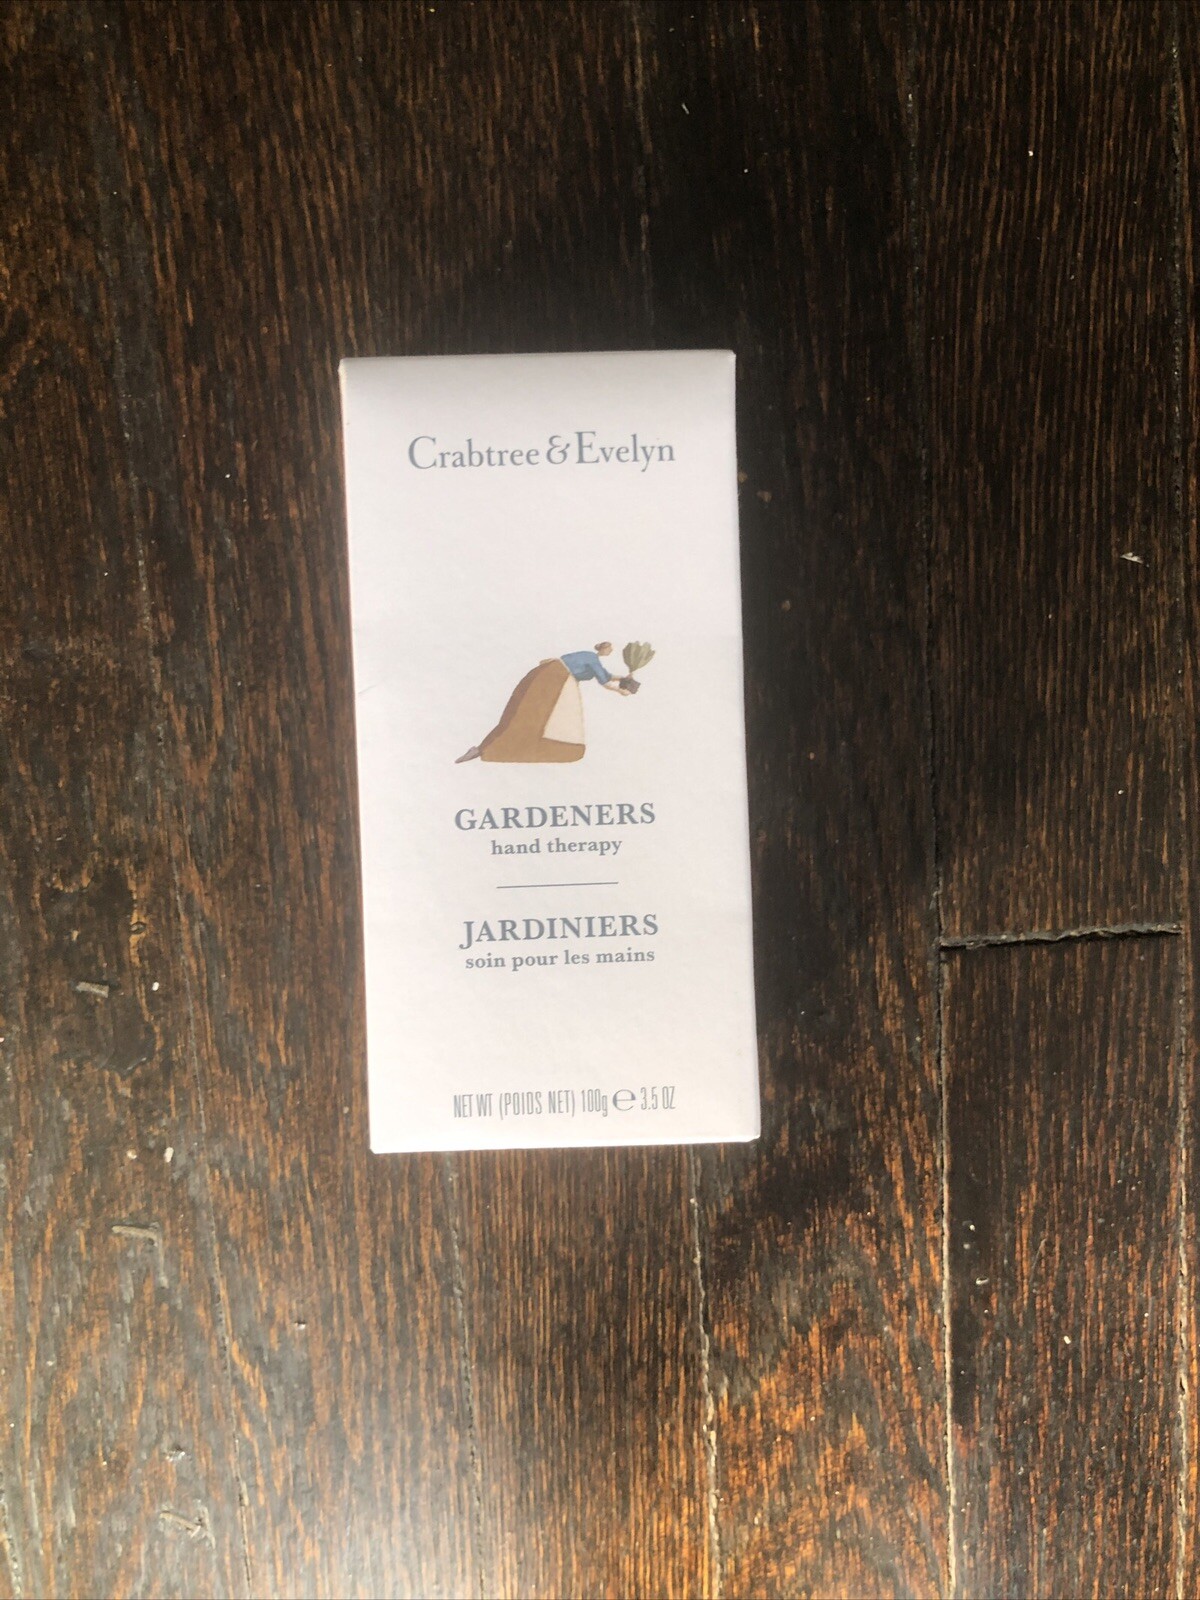 Crabtree & Evelyn
GARDENERS
hand therapy
JARDINIERS
soin pour les mains
NET WT (POIDS NET) 100g ℮ 3.5 OZ